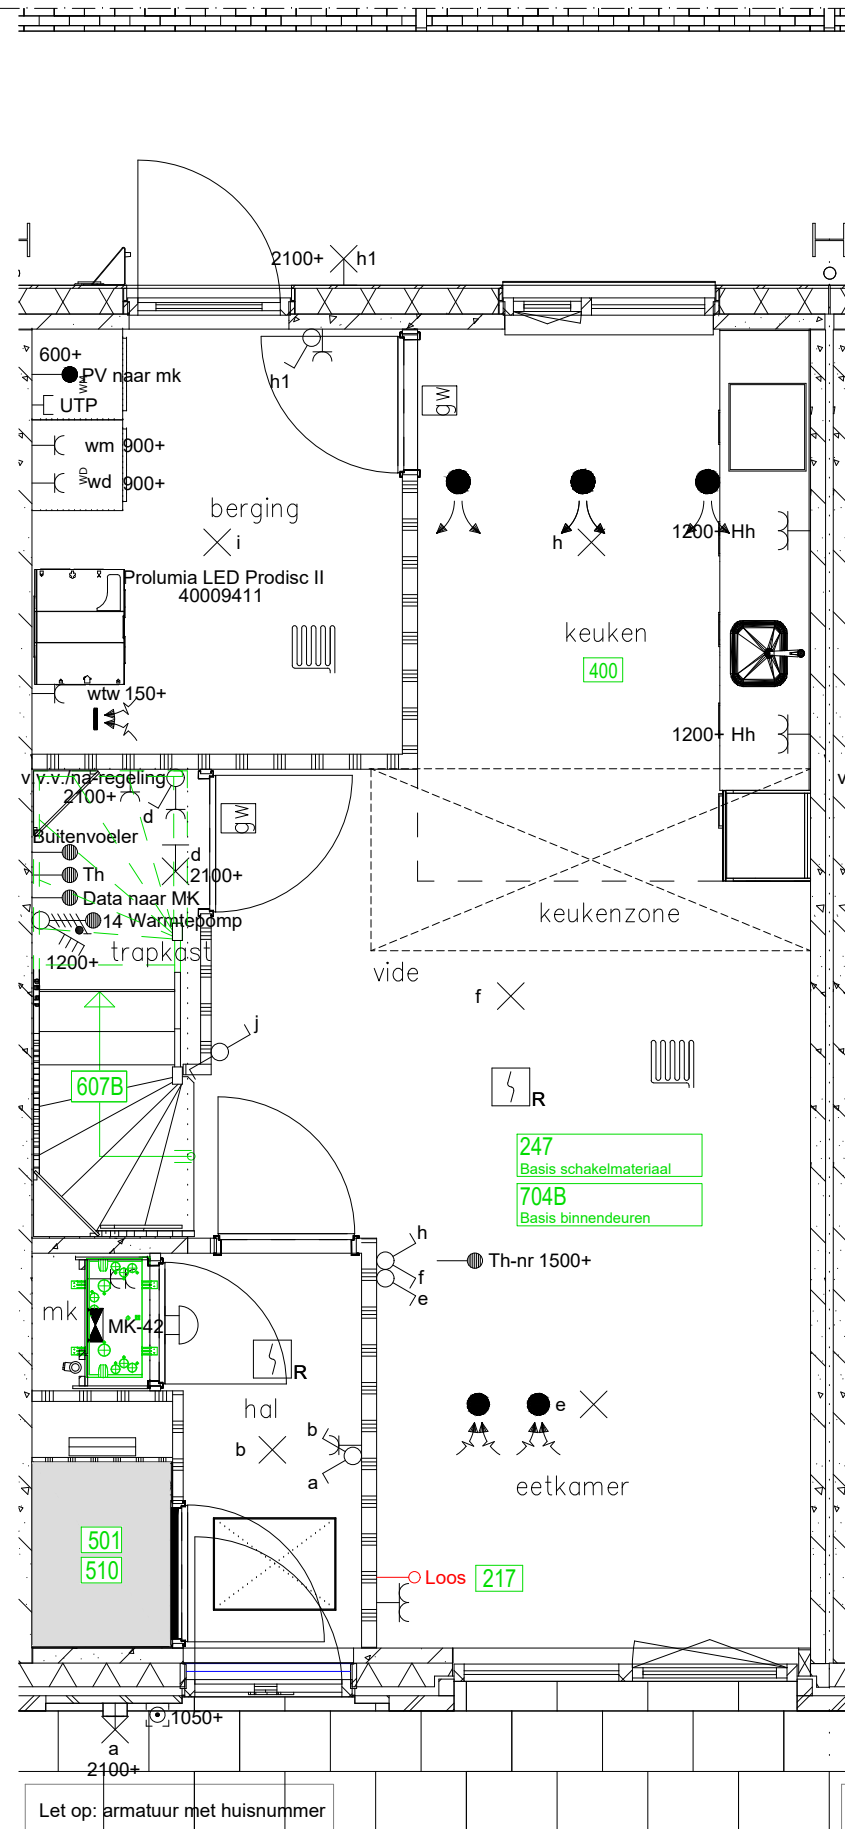 2100+ h1
600+
PV naar mk
UTP
h1
gw
wm 900+
WD
wd 900+
berging
i
h
1200+ Hh
Prolumia LED Prodisc II
40009411
keuken
400
wtw 150+
1200+ Hh
v.v.v./na-regeling
2100+
d
gw
Buitenvoeler
d
Th
2100+
Data naar MK
14 Warmtepomp
keukenzone
trapkast
1200+
vide
f
j
607B
R
247
Basis schakelmateriaal
704B
Basis binnendeuren
h
Th-nr 1500+
f
e
mk
MK-42
R
hal
e
b
b
a
eetkamer
501
510
Loos
217
1050+
a
2100+
Let op: armatuur met huisnummer